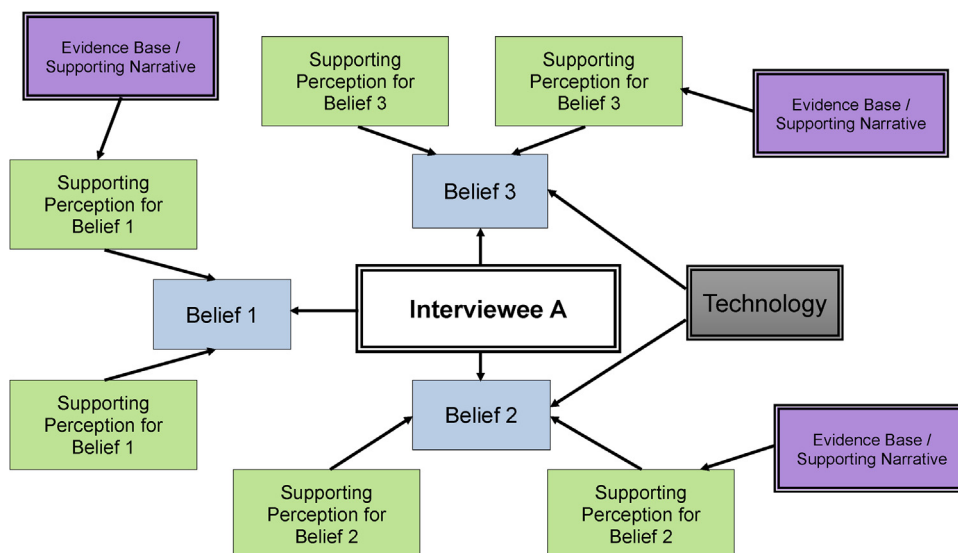 Evidence Base /
Supporting Narrative
Supporting
Perception for
Belief 3
Supporting
Perception for
Belief 3
Evidence Base /
Supporting Narrative
Supporting
Perception for
Belief 1
Belief 3
Belief 1
Interviewee A
Technology
Supporting
Perception for
Belief 1
Belief 2
Evidence Base /
Supporting Narrative
Supporting
Perception for
Belief 2
Supporting
Perception for
Belief 2